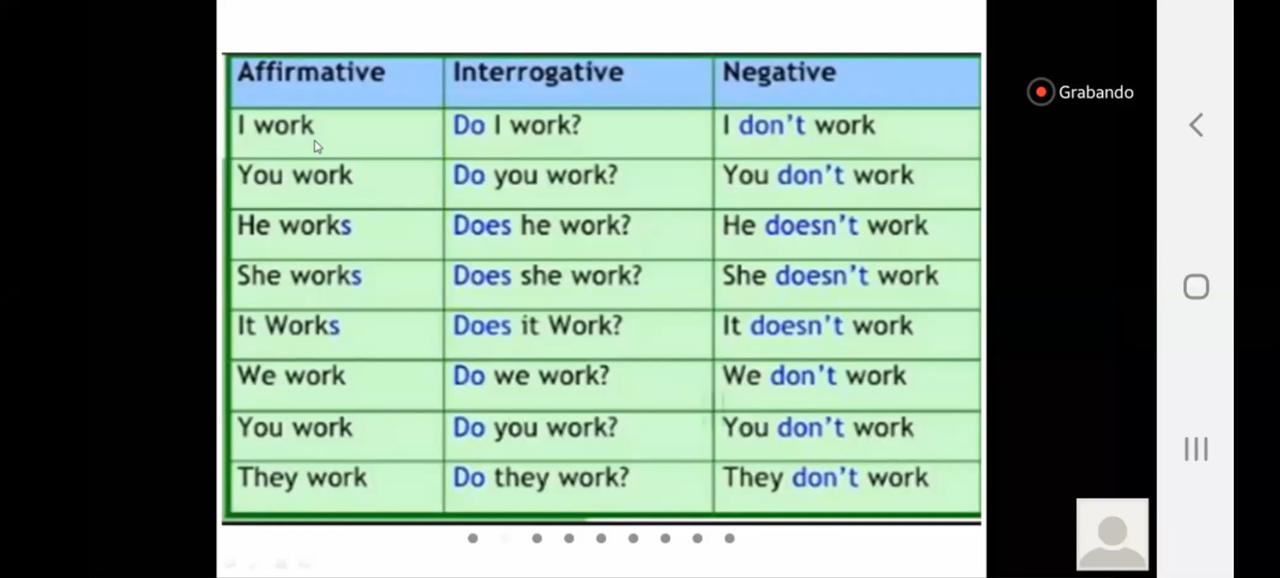 Affirmative Interrogative Negative
I work Do I work? I don't work
You work Do you work? You don't work
He works Does he work? He doesn't work
She works Does she work? She doesn't work
It Works Does it Work? It doesn't work
We work Do we work? We don't work
You work Do you work? You don't work
They work Do they work? They don't work
Grabando